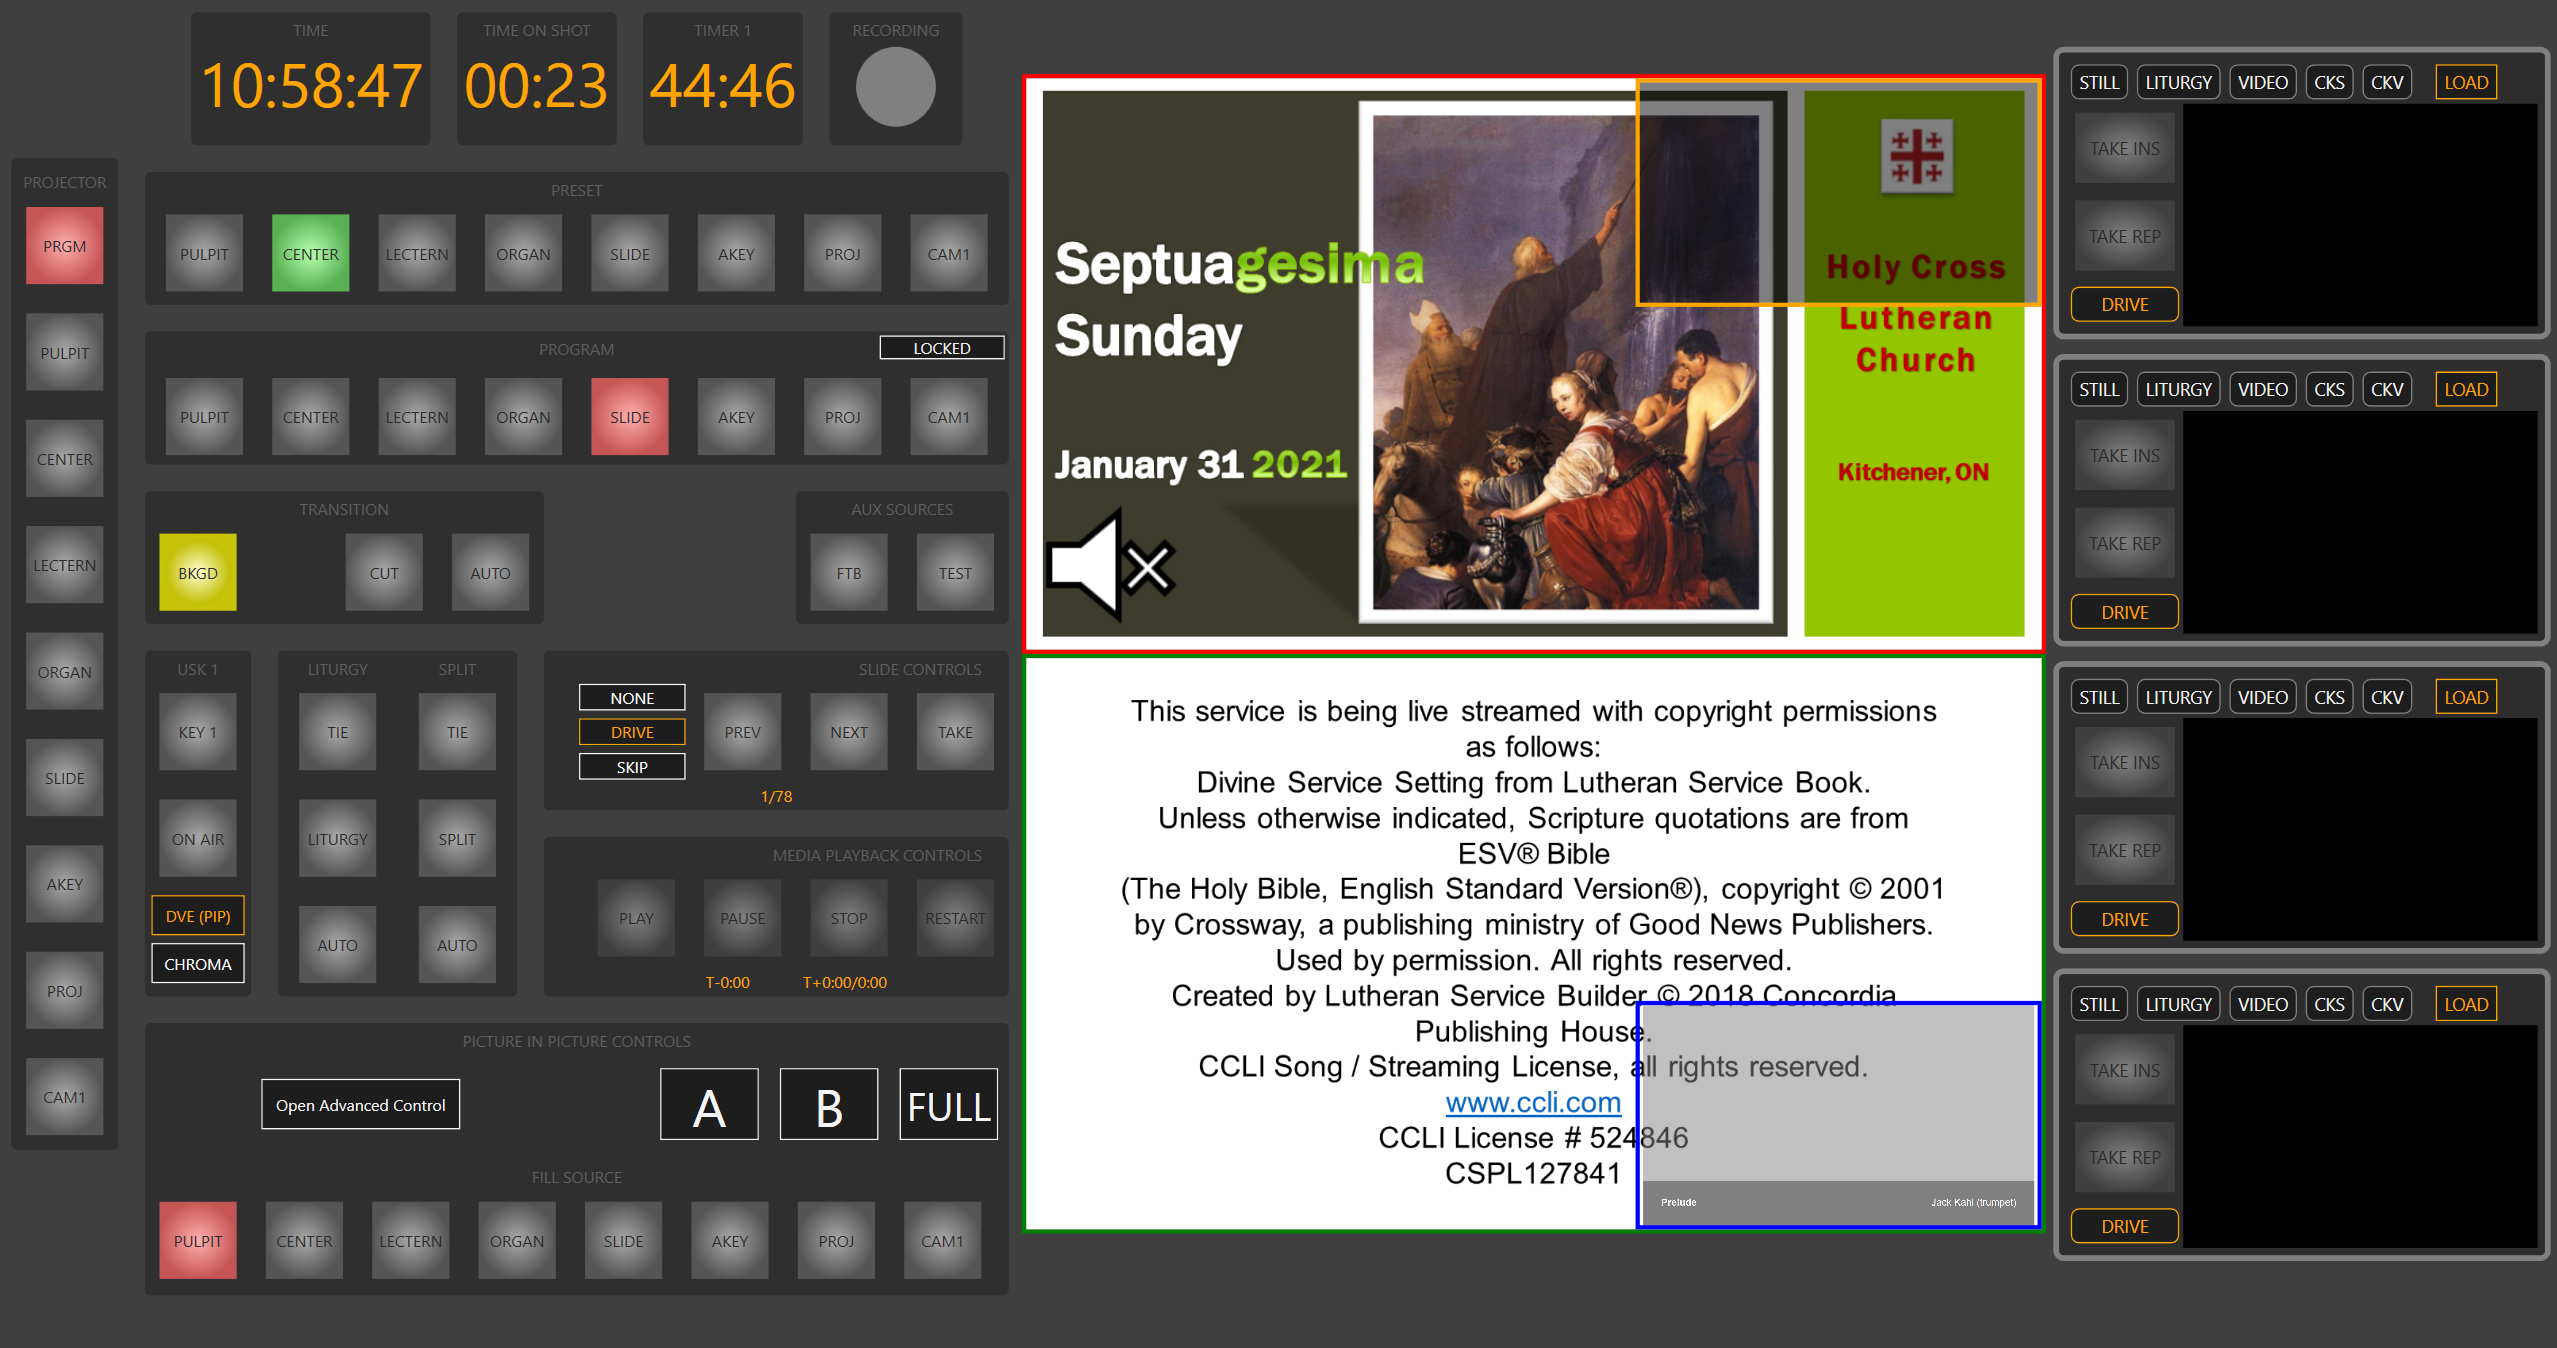 TIME
10:58:47
TIME ON SHOT
00:23
TIMER 1
44:46
RECORDING
PROJECTOR
PRGM
PULPIT
CENTER
LECTERN
ORGAN
SLIDE
AKEY
PROJ
CAM1
PRESET
PULPIT CENTER LECTERN ORGAN SLIDE AKEY PROJ CAM1
PROGRAM
LOCKED
PULPIT CENTER LECTERN ORGAN SLIDE AKEY PROJ CAM1
TRANSITION
BKGD CUT AUTO
AUX SOURCES
FTB TEST
USK 1
KEY 1
ON AIR
DVE (PIP)
CHROMA
LITURGY SPLIT
TIE TIE
LITURGY SPLIT
AUTO AUTO
SLIDE CONTROLS
NONE
DRIVE
SKIP
PREV NEXT TAKE
1/78
MEDIA PLAYBACK CONTROLS
PLAY PAUSE STOP RESTART
T-0:00 T+0:00/0:00
PICTURE IN PICTURE CONTROLS
Open Advanced Control A B FULL
FILL SOURCE
PULPIT CENTER LECTERN ORGAN SLIDE AKEY PROJ CAM1
Septuagesima
Sunday
January 31 2021
Holy Cross
Lutheran
Church
Kitchener, ON
This service is being live streamed with copyright permissions
as follows:
Divine Service Setting from Lutheran Service Book.
Unless otherwise indicated, Scripture quotations are from
ESV® Bible
(The Holy Bible, English Standard Version®), copyright © 2001
by Crossway, a publishing ministry of Good News Publishers.
Used by permission. All rights reserved.
Created by Lutheran Service Builder © 2018 Concordia
Publishing House.
CCLI Song / Streaming License, all rights reserved.
www.ccli.com
CCLI License # 524846
CSPL127841
Prelude Jack Kahl (trumpet)
STILL LITURGY VIDEO CKS CKV LOAD
TAKE INS
TAKE REP
DRIVE
STILL LITURGY VIDEO CKS CKV LOAD
TAKE INS
TAKE REP
DRIVE
STILL LITURGY VIDEO CKS CKV LOAD
TAKE INS
TAKE REP
DRIVE
STILL LITURGY VIDEO CKS CKV LOAD
TAKE INS
TAKE REP
DRIVE